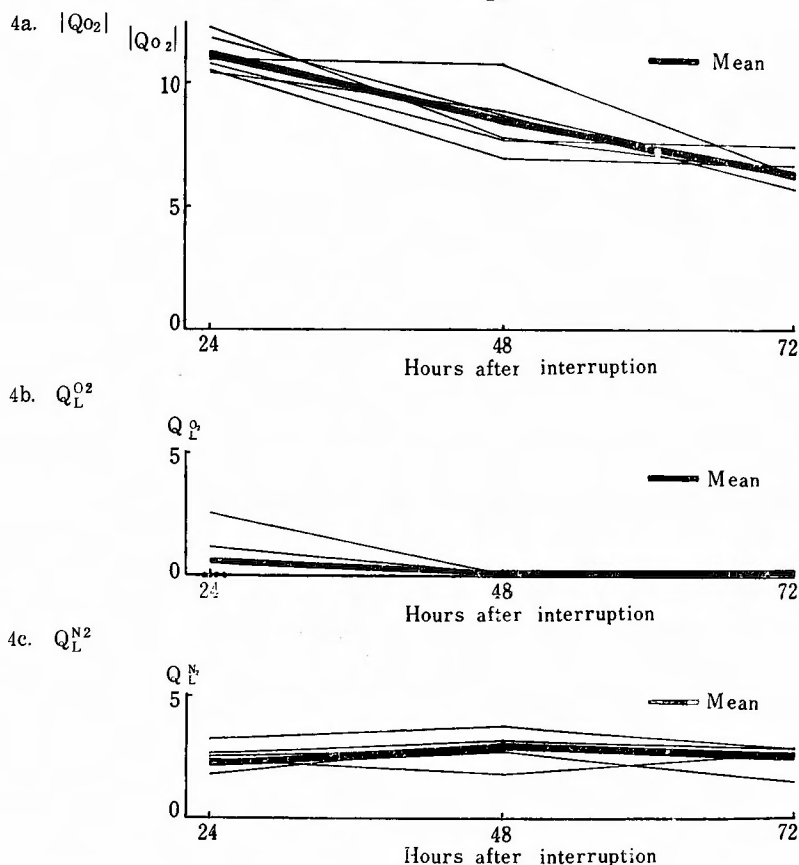 4a. |Qo2|
|Qo2|
Mean
10
5
0
24 48 72
Hours after interruption
4b. Q_L^O2
Q_L^O2
5
Mean
0
24 48 72
Hours after interruption
4c. Q_L^N2
Q_L^N2
5
Mean
0
24 48 72
Hours after interruption